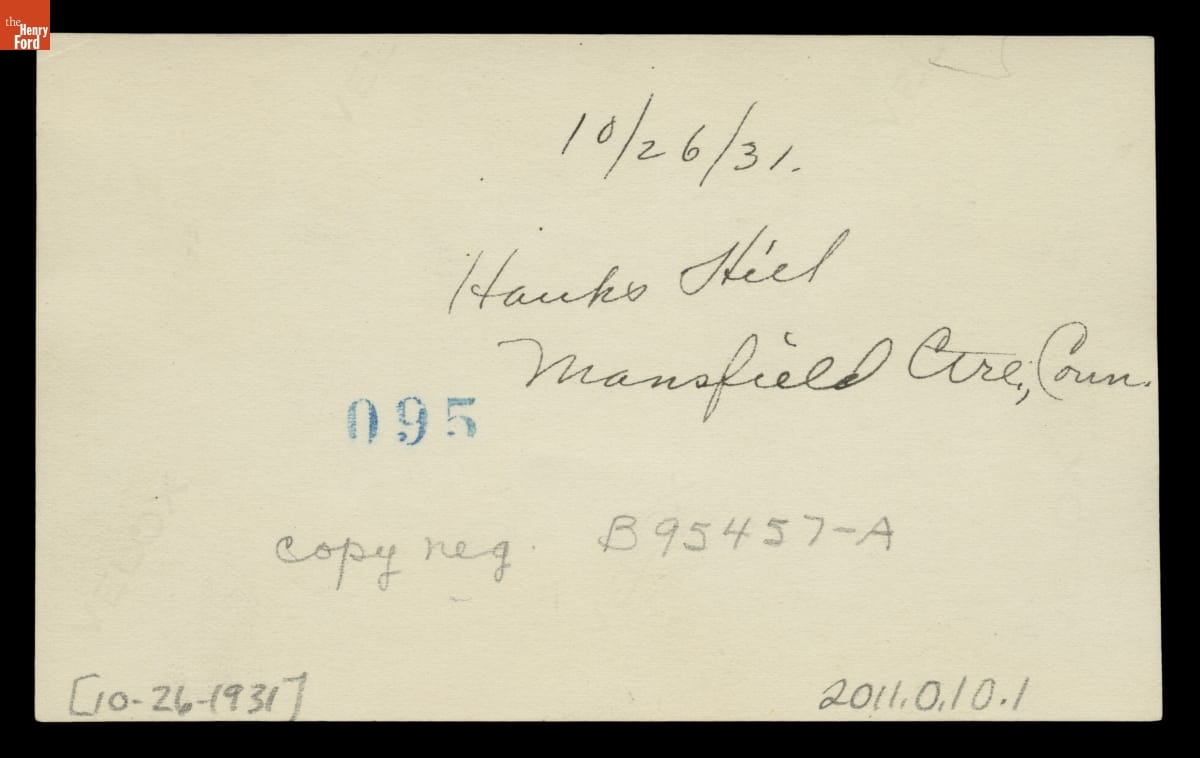 the
Henry
Ford
10/26/31.
Hanks Hill
Mansfield Ctre., Conn.
095
copy neg. B95457-A
[10-26-1931]
2011.0.10.1